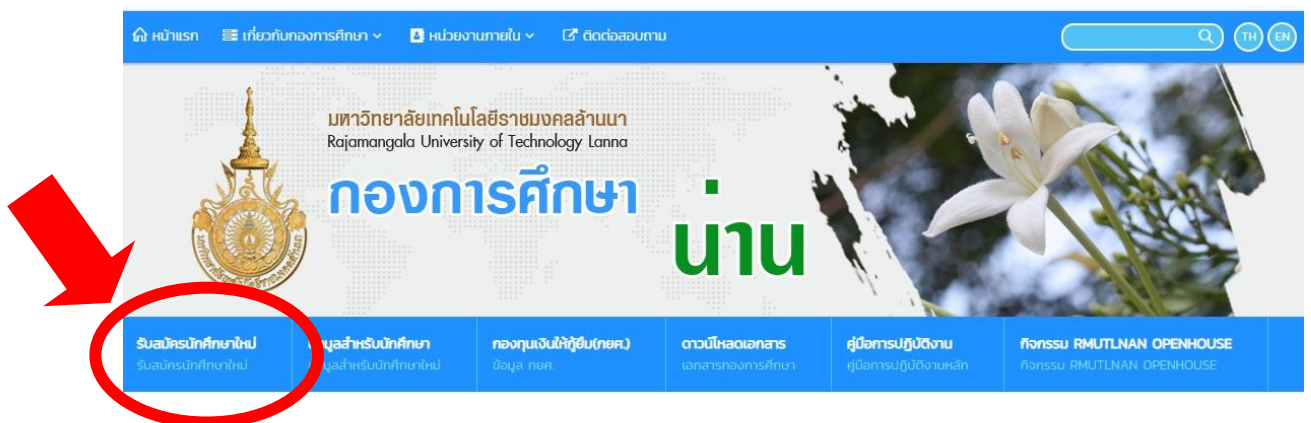 หน้าแรก เกี่ยวกับกองการศึกษา หน่วยงานภายใน ติดต่อสอบถาม TH EN
มหาวิทยาลัยเทคโนโลยีราชมงคลล้านนา
Rajamangala University of Technology Lanna
กองการศึกษา
น่าน
รับสมัครนักศึกษาใหม่
รับสมัครนักศึกษาใหม่
มูลสำหรับนักศึกษา
มูลสำหรับนักศึกษาใหม่
กองทุนเงินให้กู้ยืม(กยศ.)
ข้อมูล กยศ.
ดาวน์โหลดเอกสาร
เอกสารกองการศึกษา
คู่มือการปฏิบัติงาน
คู่มือการปฏิบัติงานหลัก
กิจกรรม RMUTLNAN OPENHOUSE
กิจกรรม RMUTLNAN OPENHOUSE